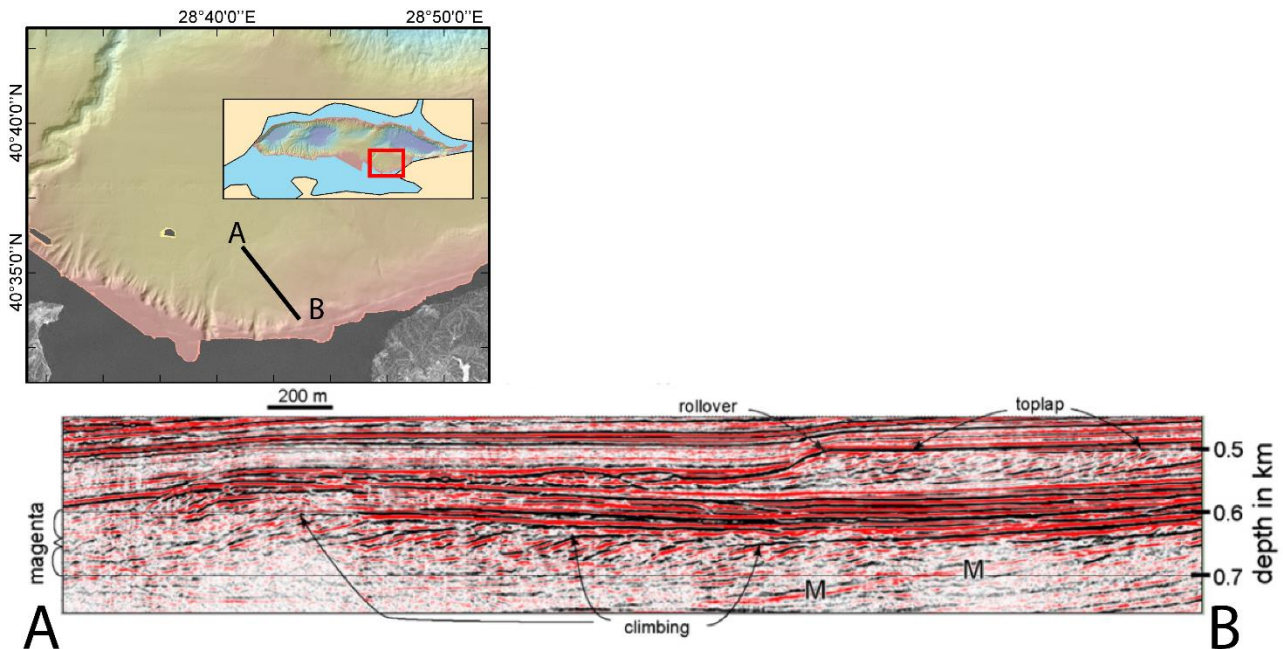 28°40'0''E 28°50'0''E
40°40'0''N
40°35'0''N
A
B
200 m
rollover
toplap
0.5
magenta
0.6
depth in km
M
0.7
M
climbing
A
B